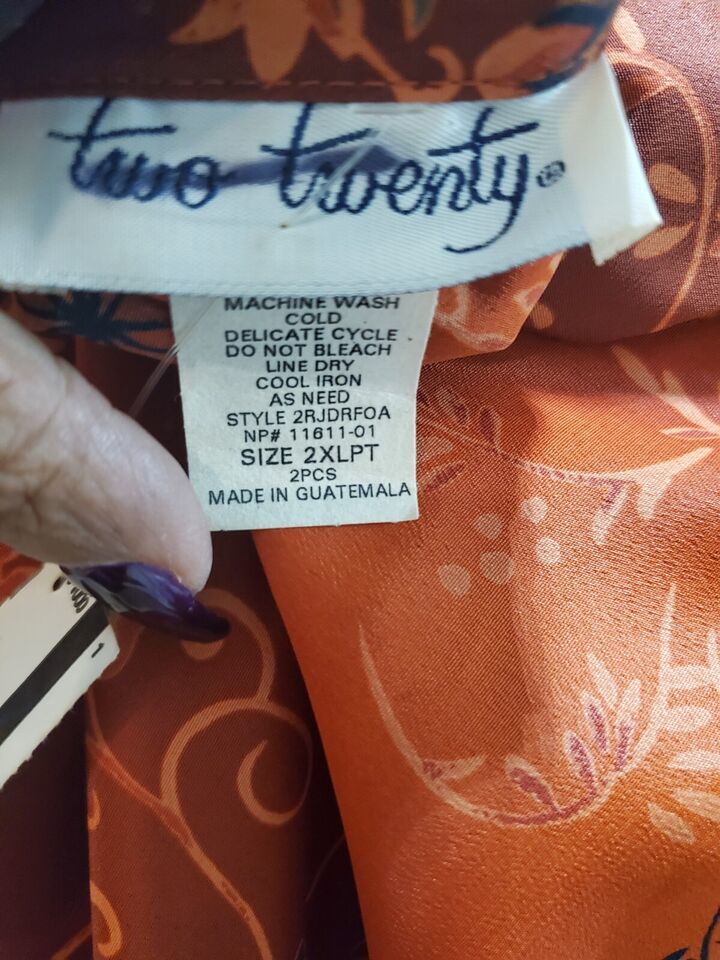 two twenty
MACHINE WASH
COLD
DELICATE CYCLE
DO NOT BLEACH
LINE DRY
COOL IRON
AS NEED
STYLE 2RJDRFOA
NP# 11611-01
SIZE 2XLPT
2PCS
MADE IN GUATEMALA